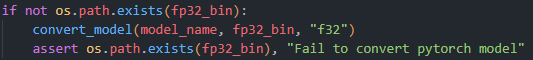 if not os.path.exists(fp32_bin):
    convert_model(model_name, fp32_bin, "f32")
    assert os.path.exists(fp32_bin), "Fail to convert pytorch model"